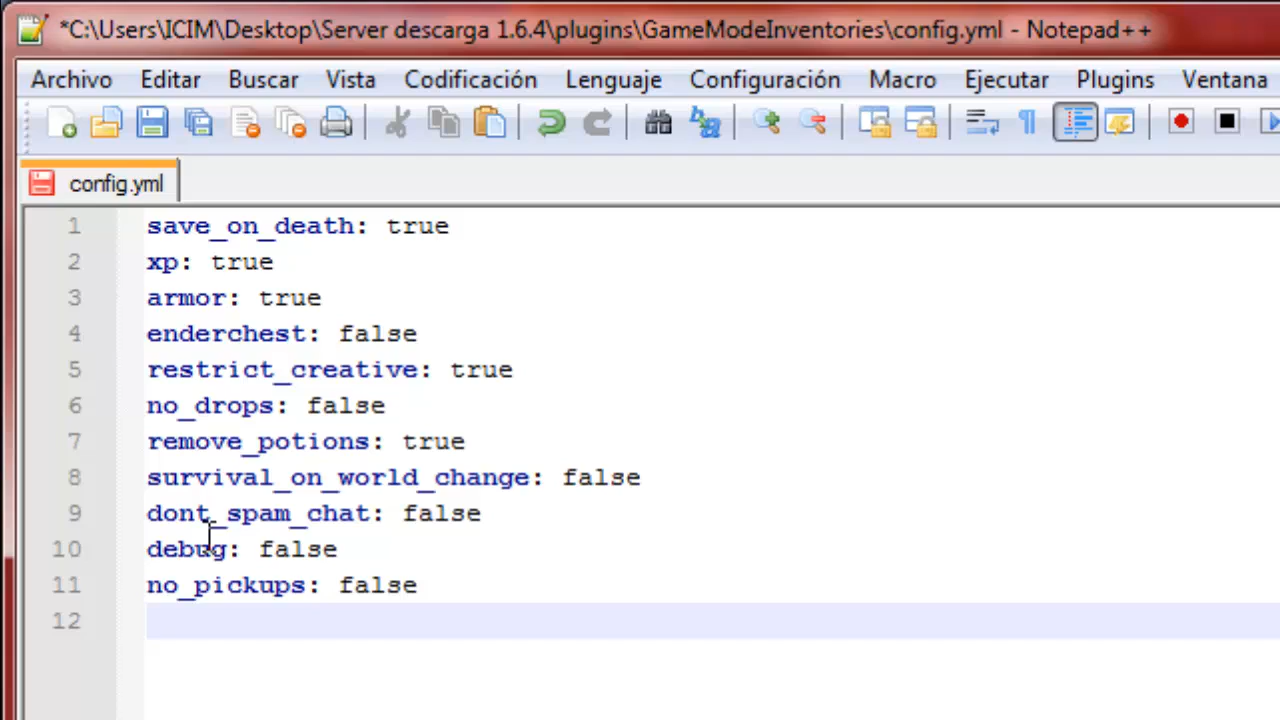 *C:\Users\ICIM\Desktop\Server descarga 1.6.4\plugins\GameModeInventories\config.yml - Notepad++
Archivo Editar Buscar Vista Codificación Lenguaje Configuración Macro Ejecutar Plugins Ventana
config.yml
1 save_on_death: true
2 xp: true
3 armor: true
4 enderchest: false
5 restrict_creative: true
6 no_drops: false
7 remove_potions: true
8 survival_on_world_change: false
9 dont_spam_chat: false
10 debug: false
11 no_pickups: false
12